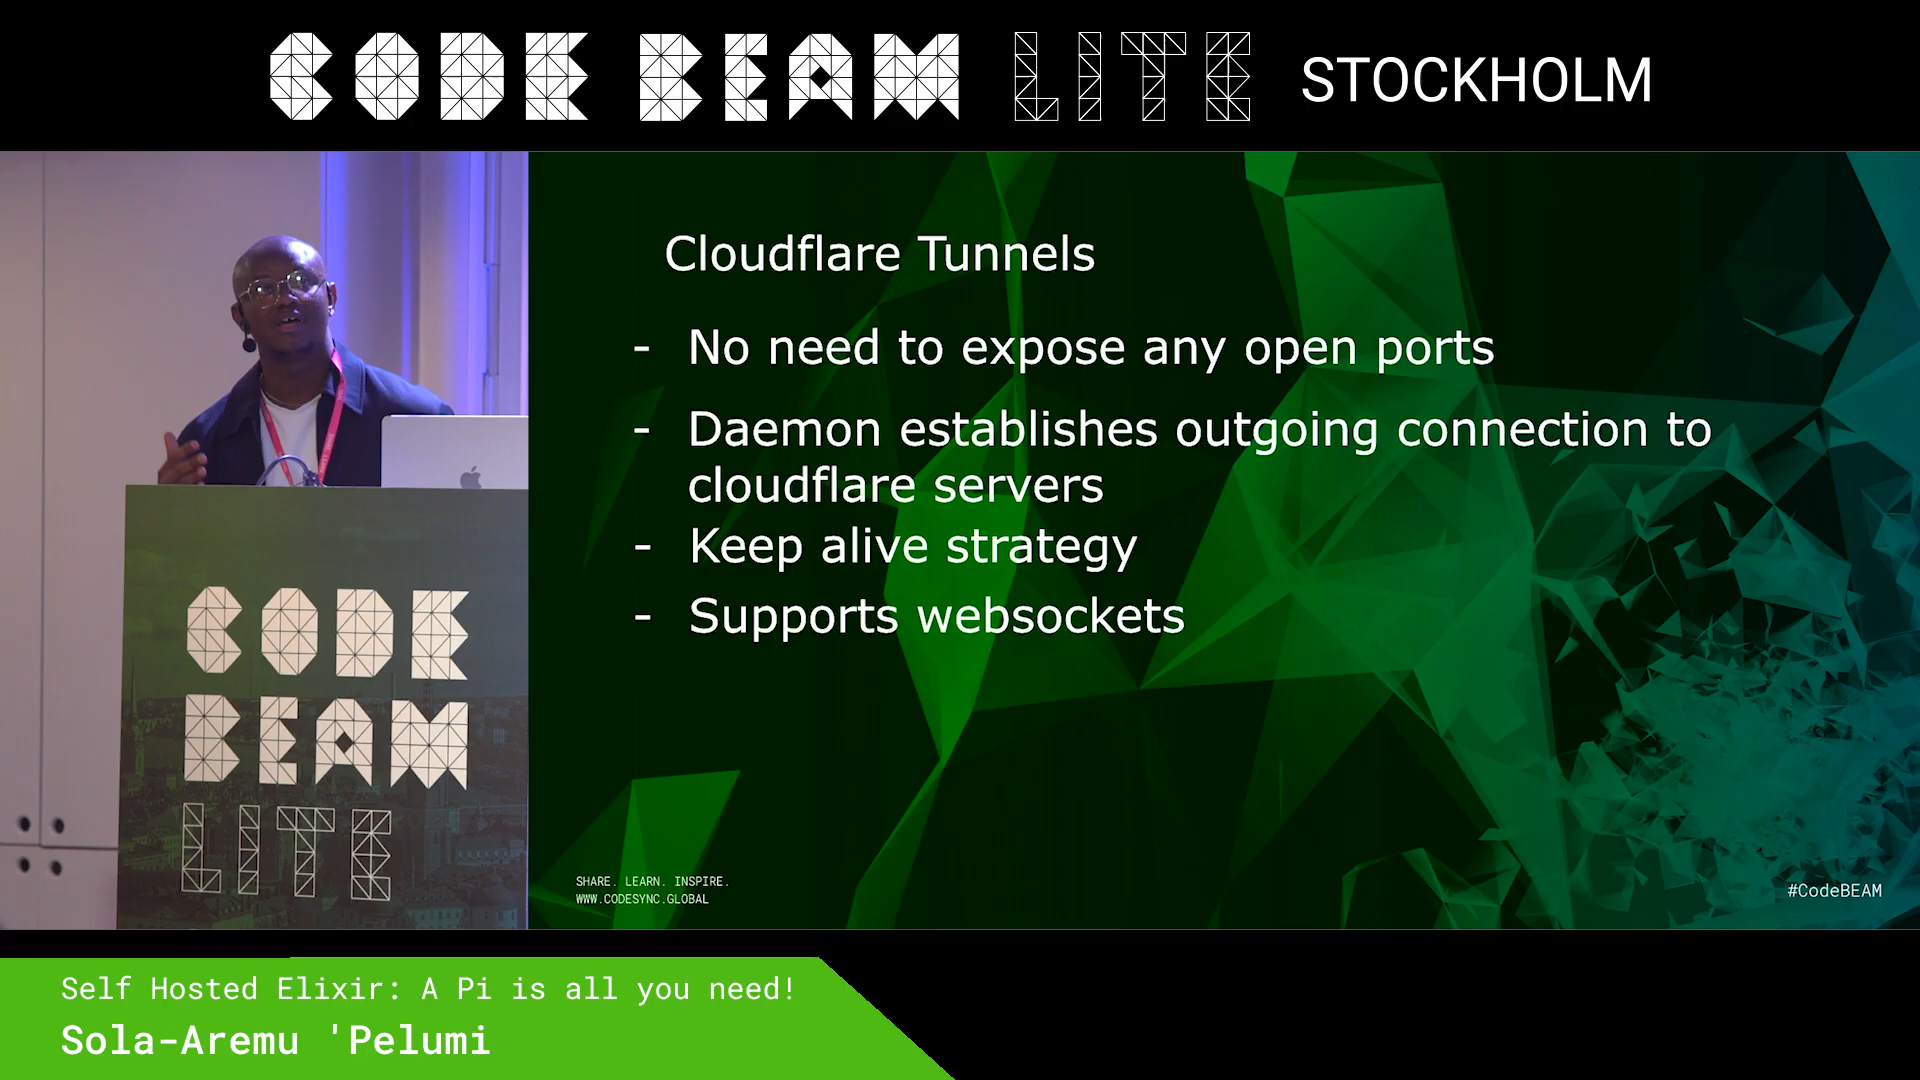 CODE BEAM LITE STOCKHOLM
Cloudflare Tunnels
- No need to expose any open ports
- Daemon establishes outgoing connection to
cloudflare servers
- Keep alive strategy
- Supports websockets
CODE
BEAM
LITE
SHARE. LEARN. INSPIRE.
WWW.CODESYNC.GLOBAL
#CodeBEAM
Self Hosted Elixir: A Pi is all you need!
Sola-Aremu 'Pelumi